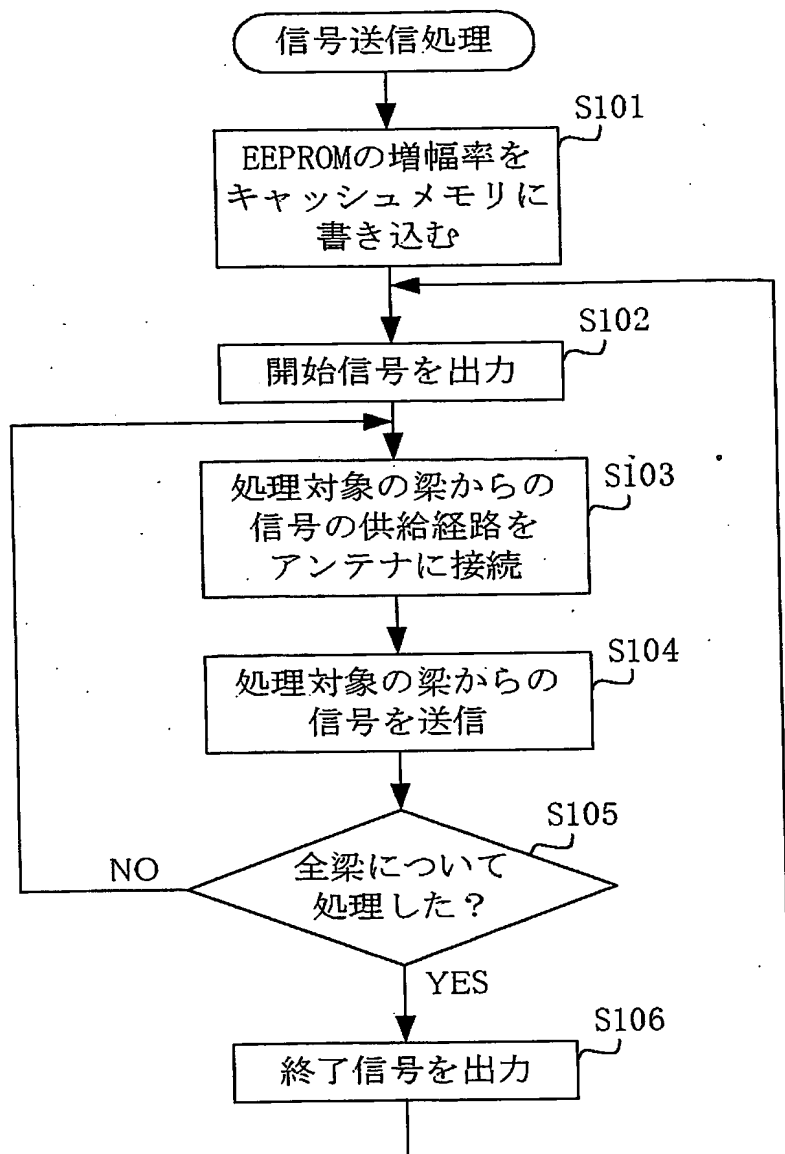 信号送信処理
S101
EEPROMの増幅率を
キャッシュメモリに
書き込む
S102
開始信号を出力
S103
処理対象の梁からの
信号の供給経路を
アンテナに接続
S104
処理対象の梁からの
信号を送信
S105
全梁について
処理した？
NO
YES
S106
終了信号を出力